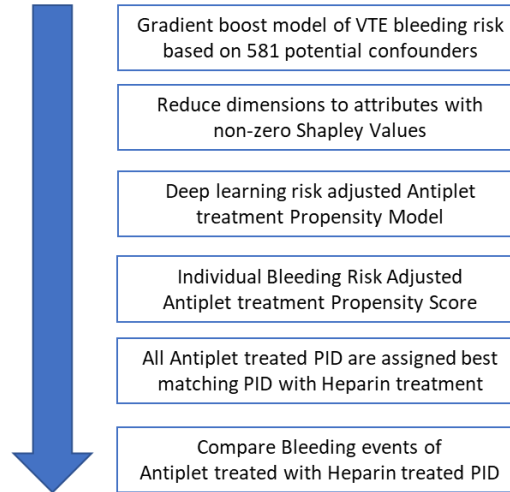 Gradient boost model of VTE bleeding risk
based on 581 potential confounders
Reduce dimensions to attributes with
non-zero Shapley Values
Deep learning risk adjusted Antiplet
treatment Propensity Model
Individual Bleeding Risk Adjusted
Antiplet treatment Propensity Score
All Antiplet treated PID are assigned best
matching PID with Heparin treatment
Compare Bleeding events of
Antiplet treated with Heparin treated PID